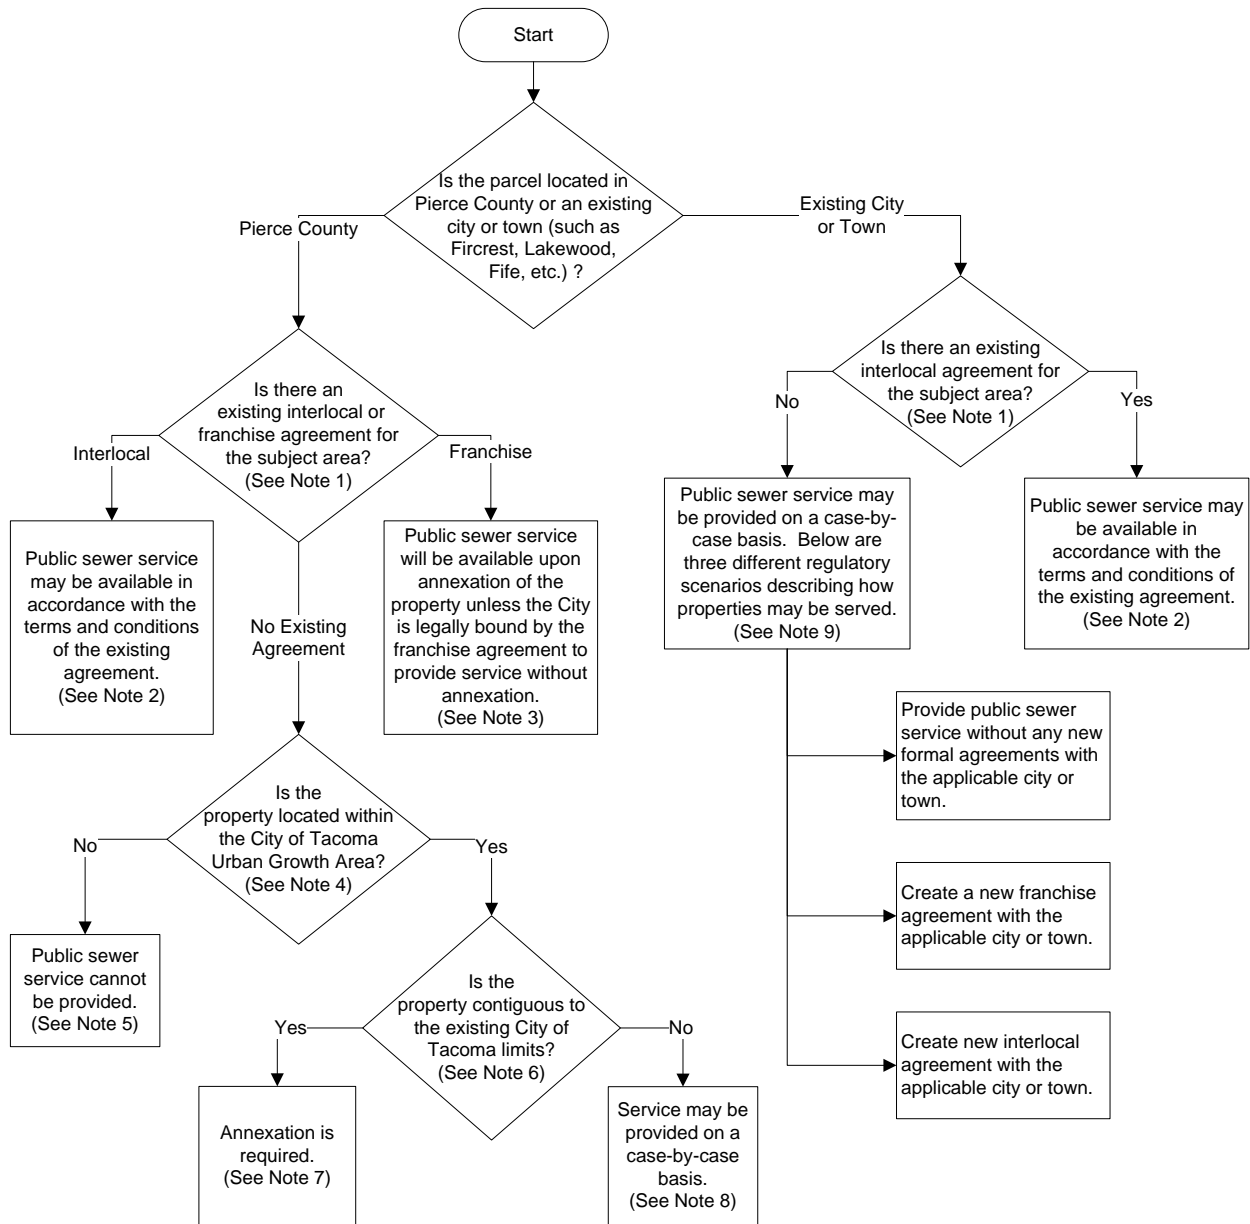 Start
Is the parcel located in
Pierce County or an existing
city or town (such as
Fircrest, Lakewood,
Fife, etc.) ?
Pierce County
Existing City
or Town
Is there an
existing interlocal or
franchise agreement for
the subject area?
(See Note 1)
Is there an existing
interlocal agreement for
the subject area?
(See Note 1)
Interlocal
Franchise
No
Yes
Public sewer service
may be available in
accordance with the
terms and conditions
of the existing
agreement.
(See Note 2)
No Existing
Agreement
Public sewer service
will be available upon
annexation of the
property unless the City
is legally bound by the
franchise agreement to
provide service without
annexation.
(See Note 3)
Public sewer service may
be provided on a case-by-
case basis.  Below are
three different regulatory
scenarios describing how
properties may be served.
(See Note 9)
Public sewer service may
be available in
accordance with the
terms and conditions of
the existing agreement.
(See Note 2)
Provide public sewer
service without any new
formal agreements with
the applicable city or
town.
Create a new franchise
agreement with the
applicable city or town.
Create new interlocal
agreement with the
applicable city or town.
Is the
property located within
the City of Tacoma
Urban Growth Area?
(See Note 4)
No
Yes
Public sewer
service cannot
be provided.
(See Note 5)
Is the
property contiguous to
the existing City of
Tacoma limits?
(See Note 6)
Yes
No
Annexation is
required.
(See Note 7)
Service may be
provided on a
case-by-case
basis.
(See Note 8)